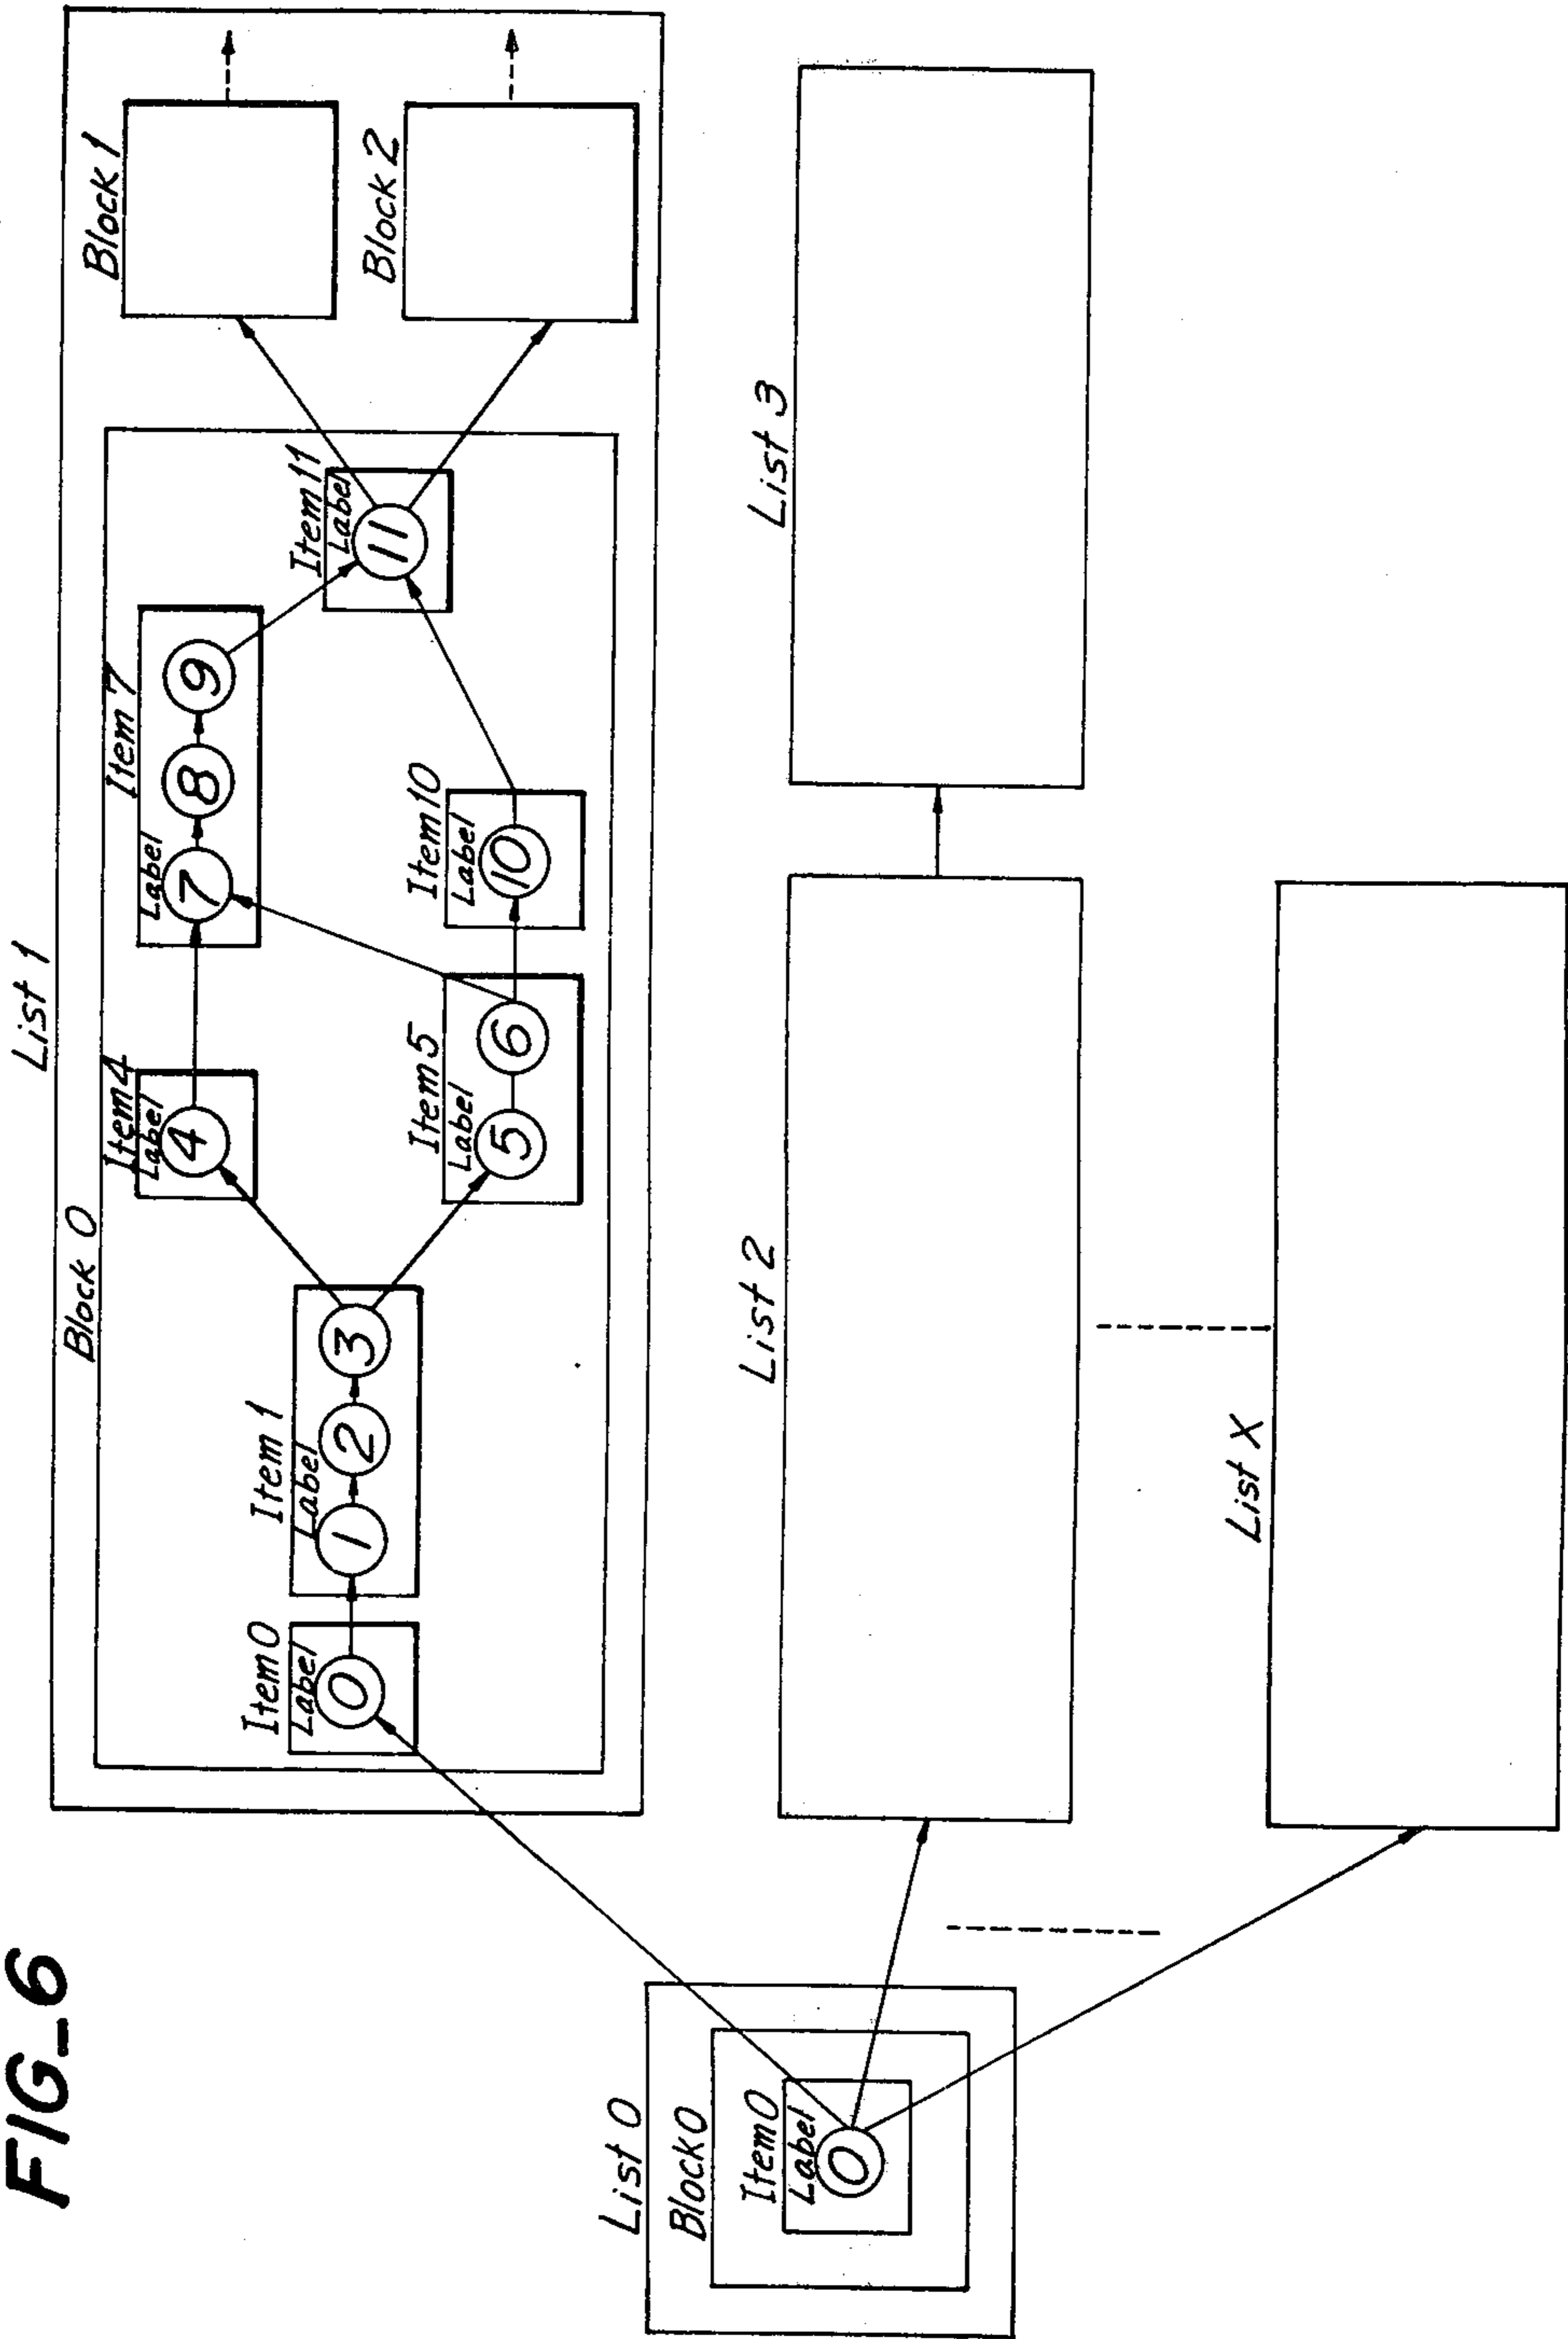 FIG_6
List 0
Block 0
Item 0
Label
0
List 1
Block 0
Item 0
Label
0
Item 1
Label
1
2
3
Item 4
Label
4
Item 5
Label
5
6
Item 7
Label
7
8
9
Item 10
Label
10
Item 11
Label
11
Block 1
Block 2
List 2
List 3
List X